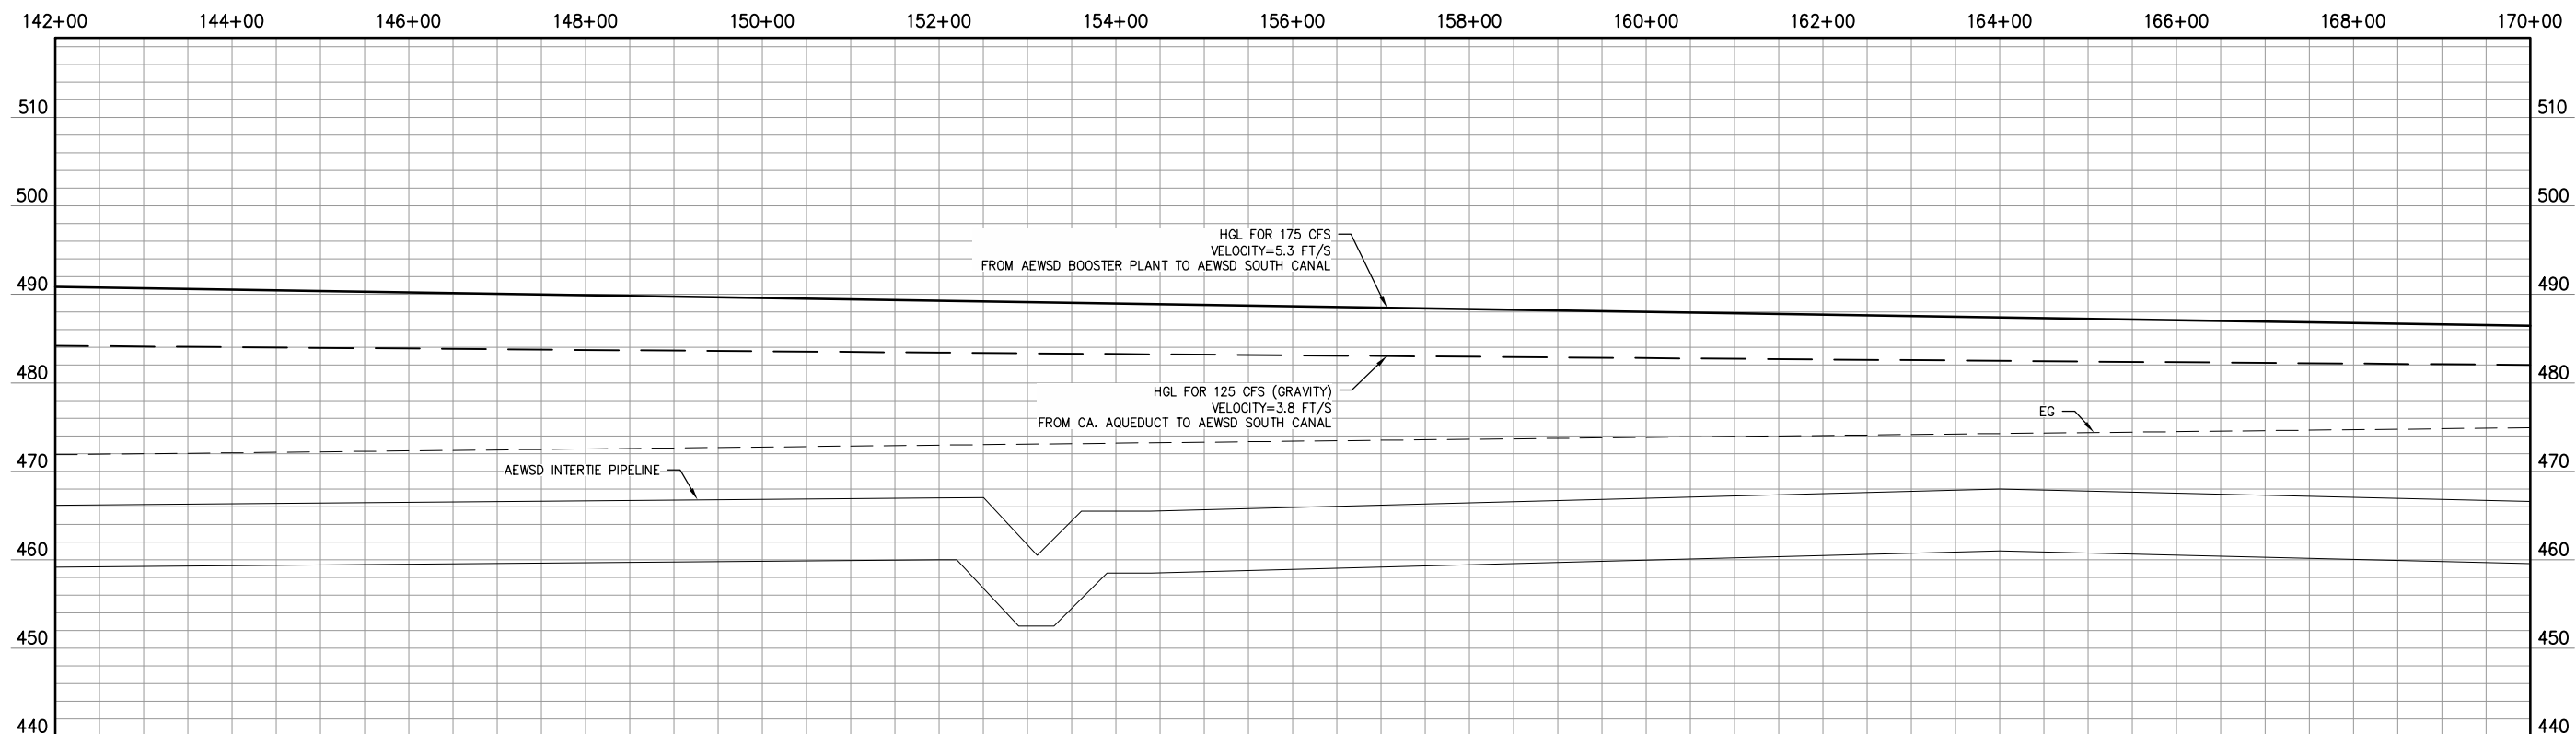 142+00 144+00 146+00 148+00 150+00 152+00 154+00 156+00 158+00 160+00 162+00 164+00 166+00 168+00 170+00
510 510
500 500
HGL FOR 175 CFS
VELOCITY=5.3 FT/S
FROM AEWSD BOOSTER PLANT TO AEWSD SOUTH CANAL
490 490
480 480
HGL FOR 125 CFS (GRAVITY)
VELOCITY=3.8 FT/S
FROM CA. AQUEDUCT TO AEWSD SOUTH CANAL
EG
470 470
AEWSD INTERTIE PIPELINE
460 460
450 450
440 440